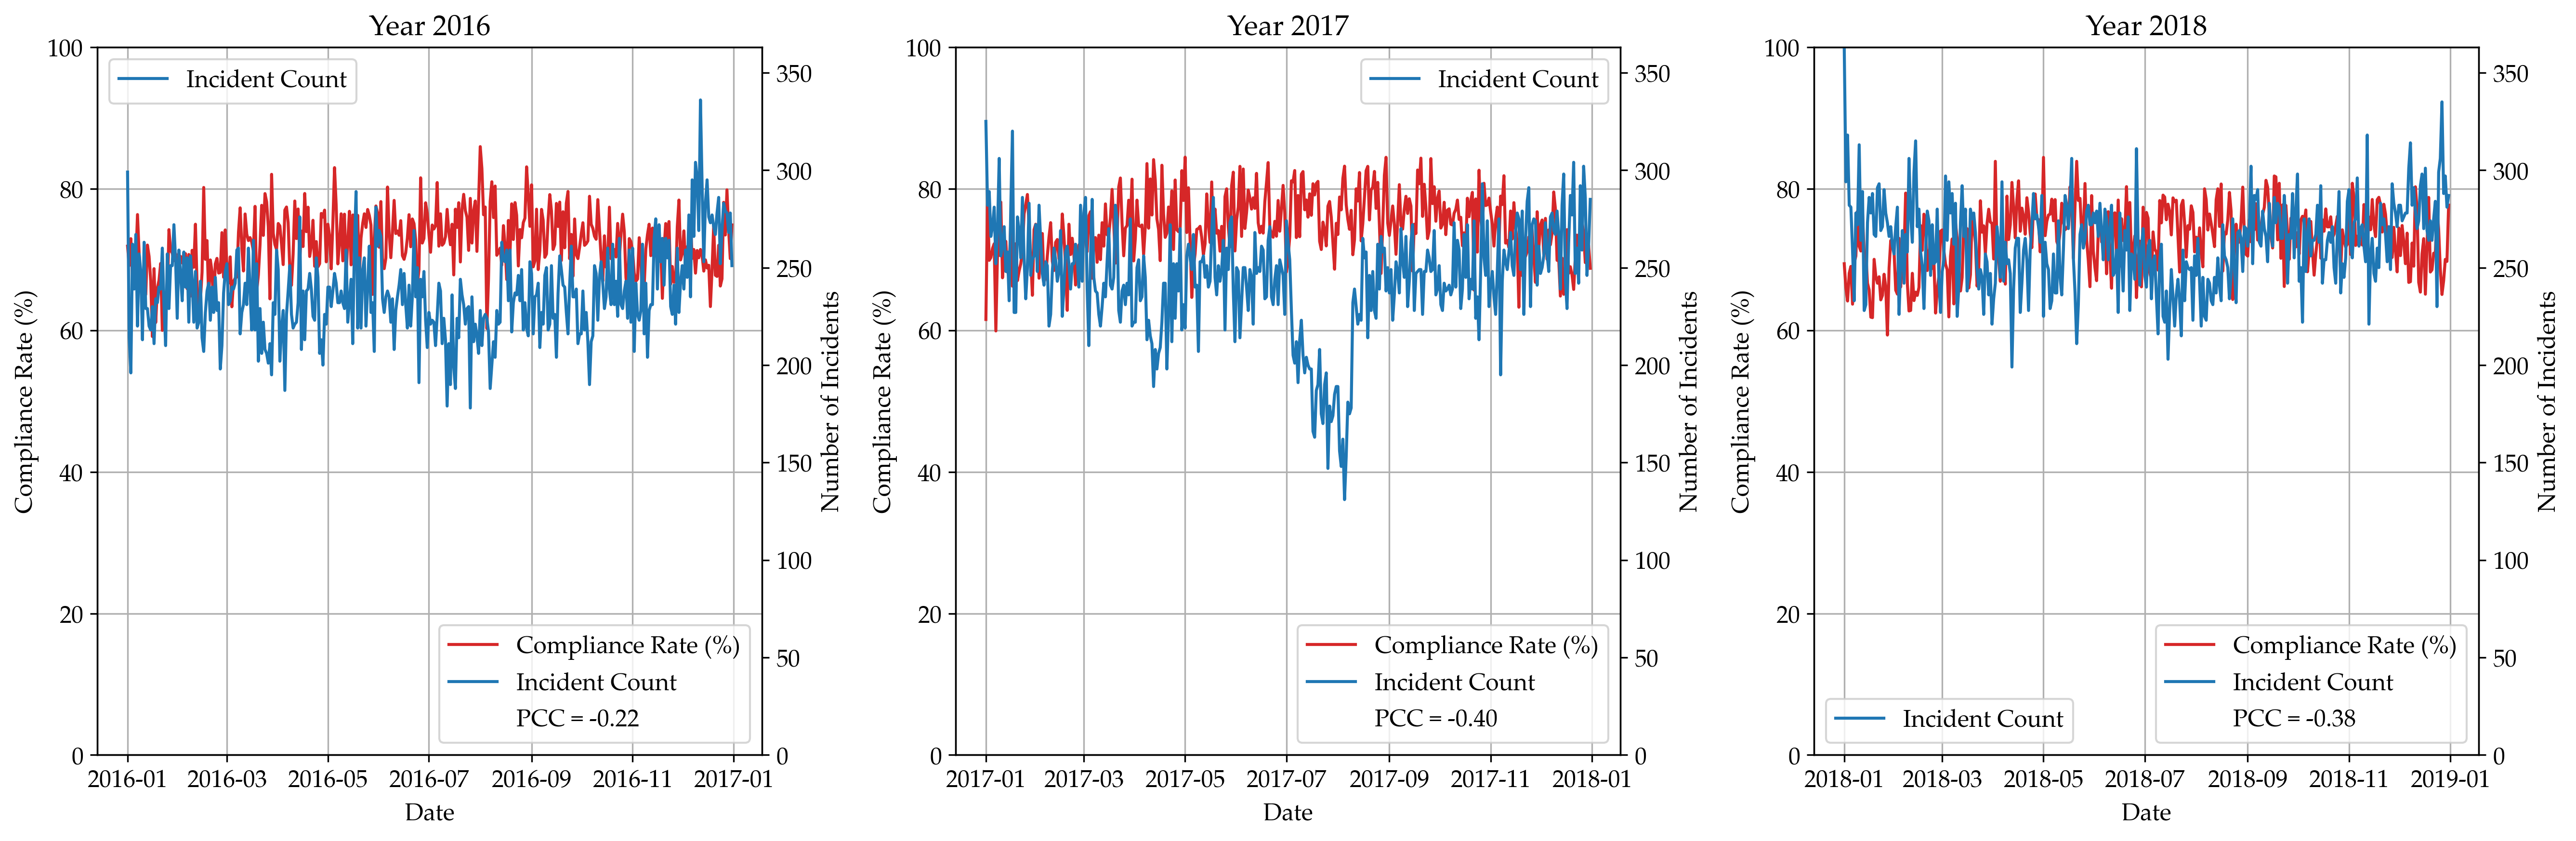 Year 2016
Incident Count
Compliance Rate (%)
100
80
60
40
20
0
350
300
250
200
150
100
50
0
Number of Incidents
Compliance Rate (%)
Incident Count
PCC = -0.22
2016-01 2016-03 2016-05 2016-07 2016-09 2016-11 2017-01
Date
Year 2017
Incident Count
Compliance Rate (%)
100
80
60
40
20
0
350
300
250
200
150
100
50
0
Number of Incidents
Compliance Rate (%)
Incident Count
PCC = -0.40
2017-01 2017-03 2017-05 2017-07 2017-09 2017-11 2018-01
Date
Year 2018
Compliance Rate (%)
100
80
60
40
20
0
350
300
250
200
150
100
50
0
Number of Incidents
Incident Count
Compliance Rate (%)
Incident Count
PCC = -0.38
2018-01 2018-03 2018-05 2018-07 2018-09 2018-11 2019-01
Date